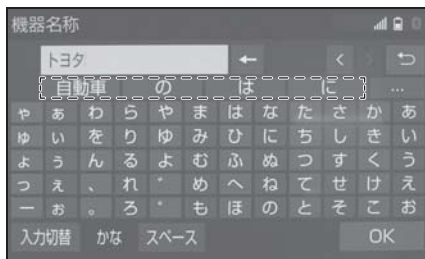 機器名称
トヨタ ← < > ⮌
自動車 の は に ...
ゃ ぁ わ ら や ま は な た さ か あ
ゅ ぃ を り ゆ み ひ に ち し き い
ょ ぅ ん る よ む ふ ぬ つ す く う
っ ぇ 、 れ ゛ め へ ね て せ け え
ー ぉ 。 ろ ゜ も ほ の と そ こ お
入力切替 かな スペース OK